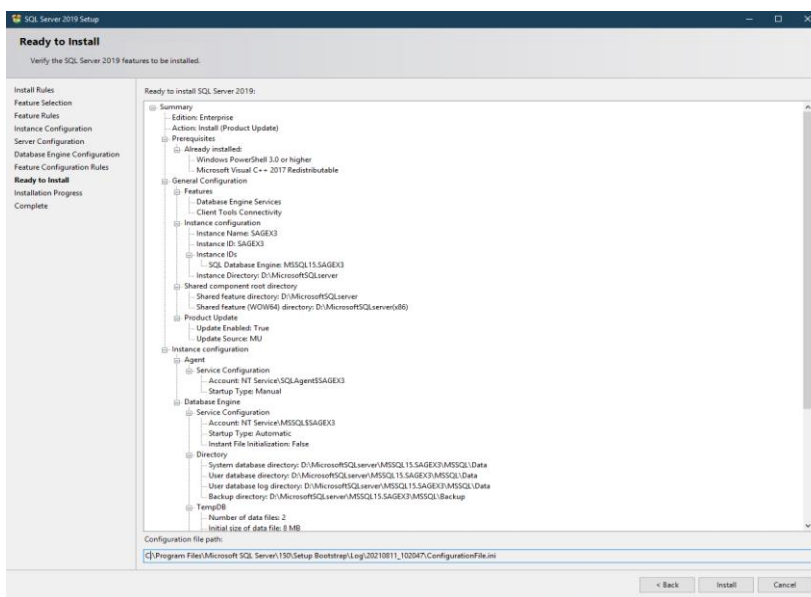 SQL Server 2019 Setup
Ready to Install
Verify the SQL Server 2019 features to be installed.
Install Rules
Feature Selection
Feature Rules
Instance Configuration
Server Configuration
Database Engine Configuration
Feature Configuration Rules
Ready to Install
Installation Progress
Complete
Ready to install SQL Server 2019:
Summary
Edition: Enterprise
Action: Install (Product Update)
Prerequisites
Already installed:
Windows PowerShell 3.0 or higher
Microsoft Visual C++ 2017 Redistributable
General Configuration
Features
Database Engine Services
Client Tools Connectivity
Instance configuration
Instance Name: SAGEX3
Instance ID: SAGEX3
Instance IDs
SQL Database Engine: MSSQL15.SAGEX3
Instance Directory: D:\MicrosoftSQLserver
Shared component root directory
Shared feature directory: D:\MicrosoftSQLserver
Shared feature (WOW64) directory: D:\MicrosoftSQLserver(x86)
Product Update
Update Enabled: True
Update Source: MU
Instance configuration
Agent
Service Configuration
Account: NT Service\SQLAgent$SAGEX3
Startup Type: Manual
Database Engine
Service Configuration
Account: NT Service\MSSQL$SAGEX3
Startup Type: Automatic
Instant File Initialization: False
Directory
System database directory: D:\MicrosoftSQLserver\MSSQL15.SAGEX3\MSSQL\Data
User database directory: D:\MicrosoftSQLserver\MSSQL15.SAGEX3\MSSQL\Data
User database log directory: D:\MicrosoftSQLserver\MSSQL15.SAGEX3\MSSQL\Data
Backup directory: D:\MicrosoftSQLserver\MSSQL15.SAGEX3\MSSQL\Backup
TempDB
Number of data files: 2
Initial size of data file: 8 MB
Configuration file path:
C:\Program Files\Microsoft SQL Server\150\Setup Bootstrap\Log\20210811_102047\ConfigurationFile.ini
< Back Install Cancel